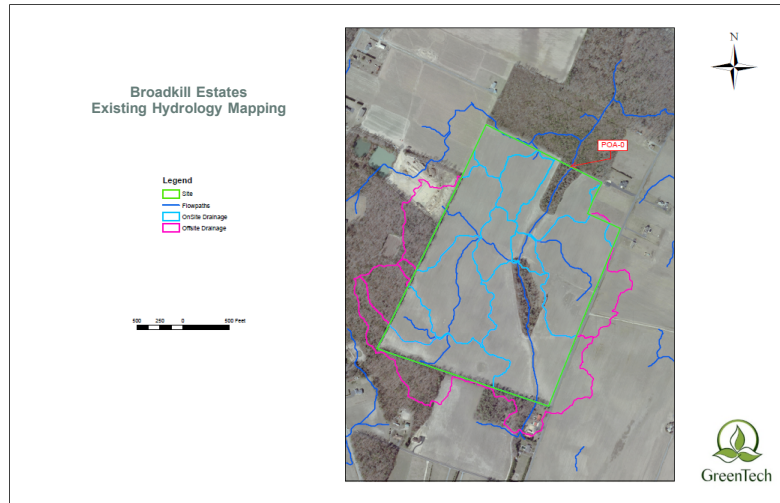 Broadkill Estates
Existing Hydrology Mapping
N
POA-0
Legend
Site
Flowpaths
OnSite Drainage
Offsite Drainage
500 250 0 500 Feet
GreenTech